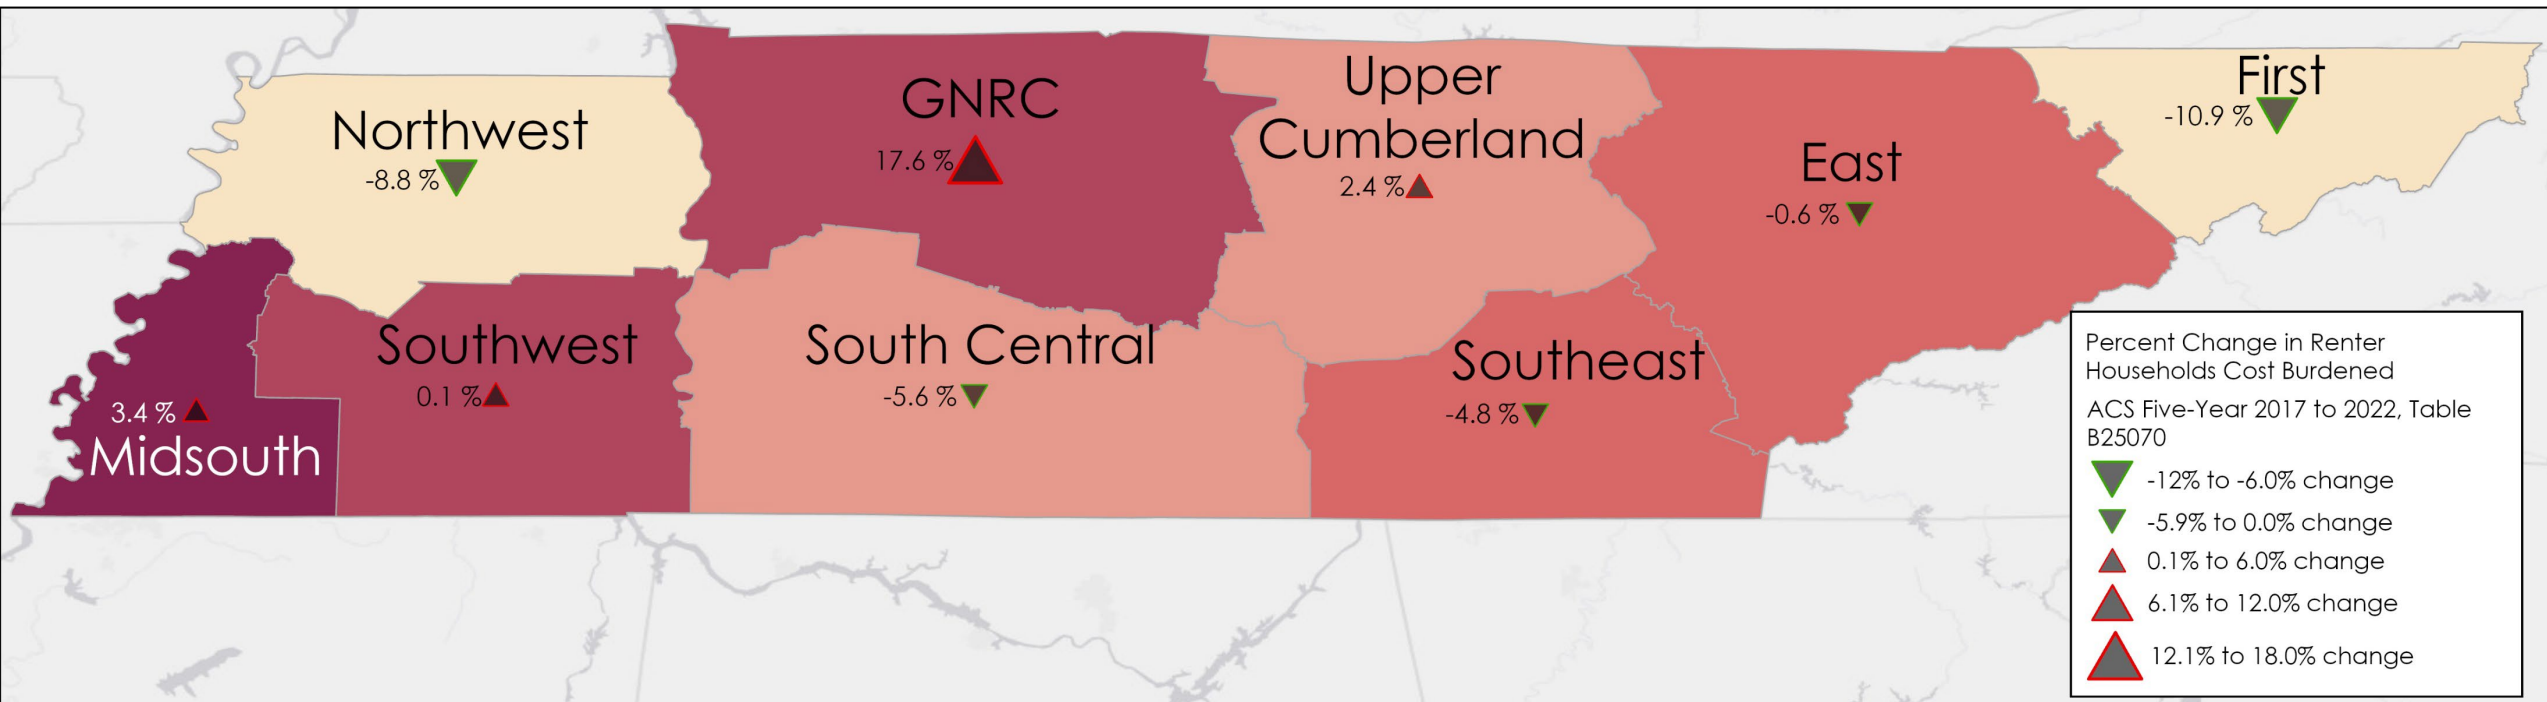 Northwest
-8.8 %
GNRC
17.6 %
Upper
Cumberland
2.4 %
East
-0.6 %
First
-10.9 %
3.4 %
Midsouth
Southwest
0.1 %
South Central
-5.6 %
Southeast
-4.8 %
Percent Change in Renter
Households Cost Burdened
ACS Five-Year 2017 to 2022, Table
B25070
-12% to -6.0% change
-5.9% to 0.0% change
0.1% to 6.0% change
6.1% to 12.0% change
12.1% to 18.0% change